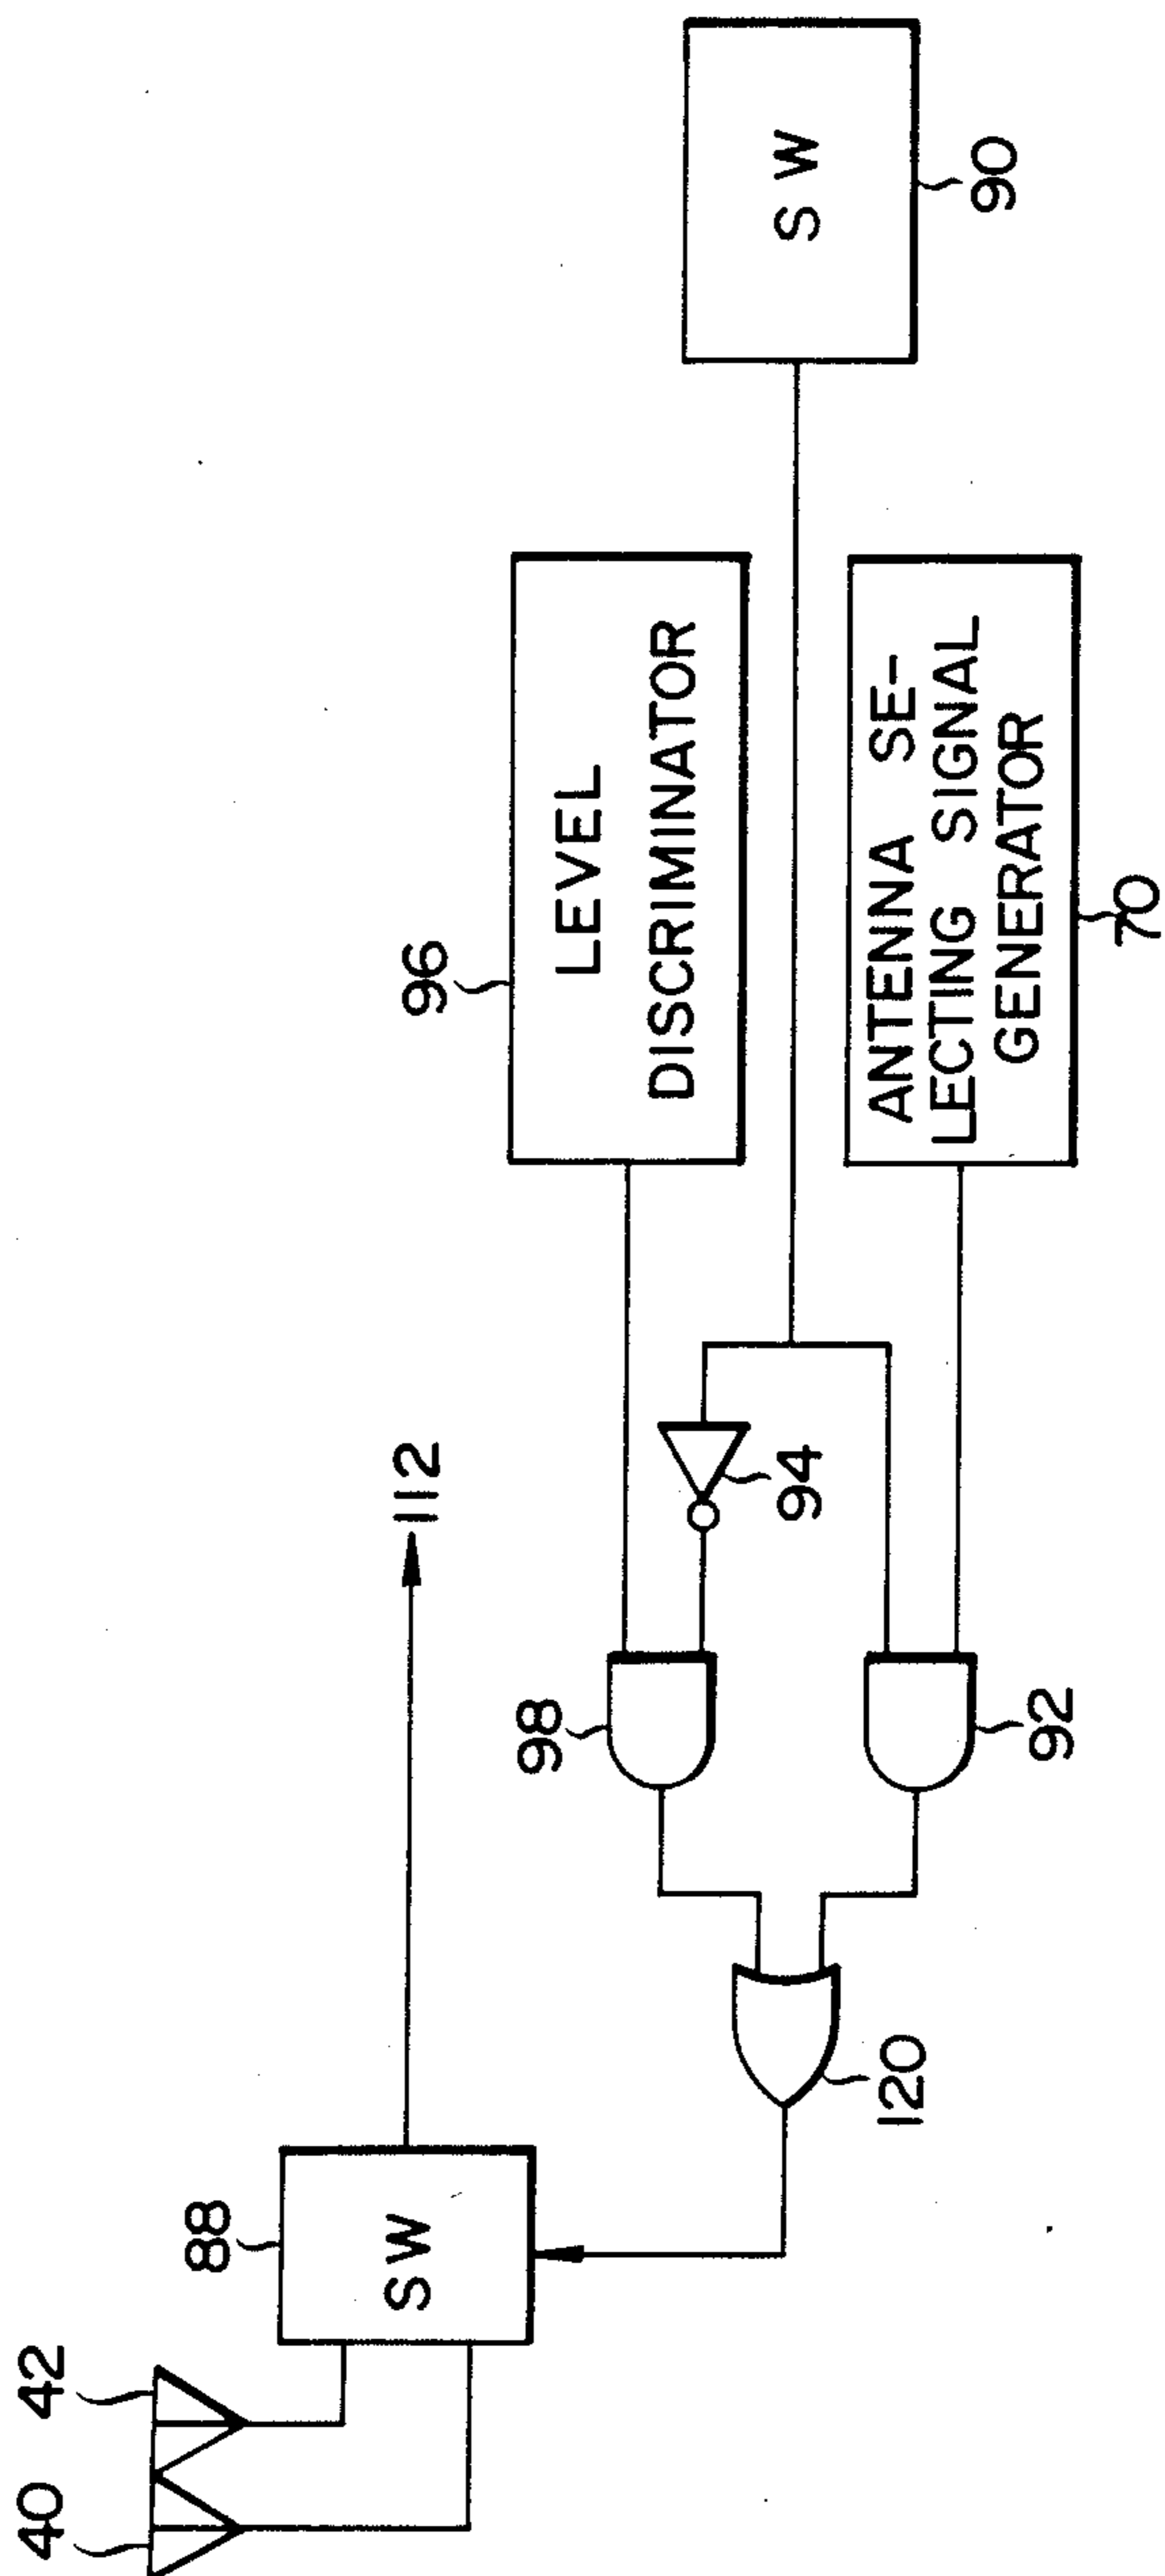 40
42
88
SW
112
120
98
92
94
96
LEVEL
DISCRIMINATOR
ANTENNA SE-
LECTING SIGNAL
GENERATOR
70
SW
90